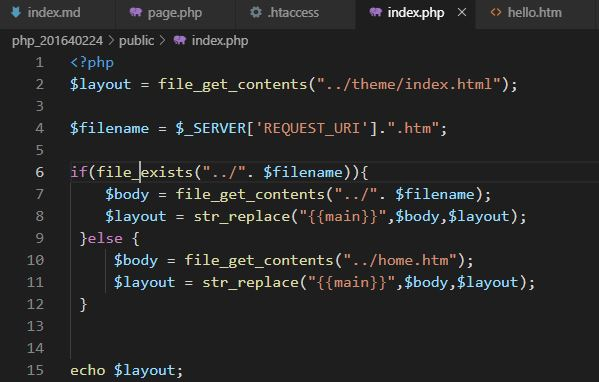 index.md page.php .htaccess index.php × hello.htm
php_201640224 > public > index.php
1 <?php
2 $layout = file_get_contents("../theme/index.html");
3
4 $filename = $_SERVER['REQUEST_URI'].".htm";
5
6 if(file_exists("../". $filename)){
7 $body = file_get_contents("../". $filename);
8 $layout = str_replace("{{main}}",$body,$layout);
9 }else {
10 $body = file_get_contents("../home.htm");
11 $layout = str_replace("{{main}}",$body,$layout);
12 }
13
14
15 echo $layout;